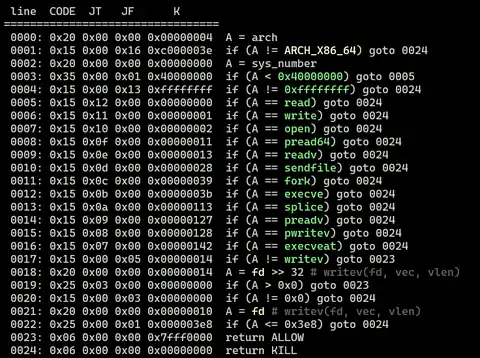 line CODE JT JF K
=================================
0000: 0x20 0x00 0x00 0x00000004 A = arch
0001: 0x15 0x00 0x16 0xc000003e if (A != ARCH_X86_64) goto 0024
0002: 0x20 0x00 0x00 0x00000000 A = sys_number
0003: 0x35 0x00 0x01 0x40000000 if (A < 0x40000000) goto 0005
0004: 0x15 0x00 0x13 0xffffffff if (A != 0xffffffff) goto 0024
0005: 0x15 0x12 0x00 0x00000000 if (A == read) goto 0024
0006: 0x15 0x11 0x00 0x00000001 if (A == write) goto 0024
0007: 0x15 0x10 0x00 0x00000002 if (A == open) goto 0024
0008: 0x15 0x0f 0x00 0x00000011 if (A == pread64) goto 0024
0009: 0x15 0x0e 0x00 0x00000013 if (A == readv) goto 0024
0010: 0x15 0x0d 0x00 0x00000028 if (A == sendfile) goto 0024
0011: 0x15 0x0c 0x00 0x00000039 if (A == fork) goto 0024
0012: 0x15 0x0b 0x00 0x0000003b if (A == execve) goto 0024
0013: 0x15 0x0a 0x00 0x00000113 if (A == splice) goto 0024
0014: 0x15 0x09 0x00 0x00000127 if (A == preadv) goto 0024
0015: 0x15 0x08 0x00 0x00000128 if (A == pwritev) goto 0024
0016: 0x15 0x07 0x00 0x00000142 if (A == execveat) goto 0024
0017: 0x15 0x00 0x05 0x00000014 if (A != writev) goto 0023
0018: 0x20 0x00 0x00 0x00000014 A = fd >> 32 # writev(fd, vec, vlen)
0019: 0x25 0x03 0x00 0x00000000 if (A > 0x0) goto 0023
0020: 0x15 0x00 0x03 0x00000000 if (A != 0x0) goto 0024
0021: 0x20 0x00 0x00 0x00000010 A = fd # writev(fd, vec, vlen)
0022: 0x25 0x00 0x01 0x000003e8 if (A <= 0x3e8) goto 0024
0023: 0x06 0x00 0x00 0x7fff0000 return ALLOW
0024: 0x06 0x00 0x00 0x00000000 return KILL